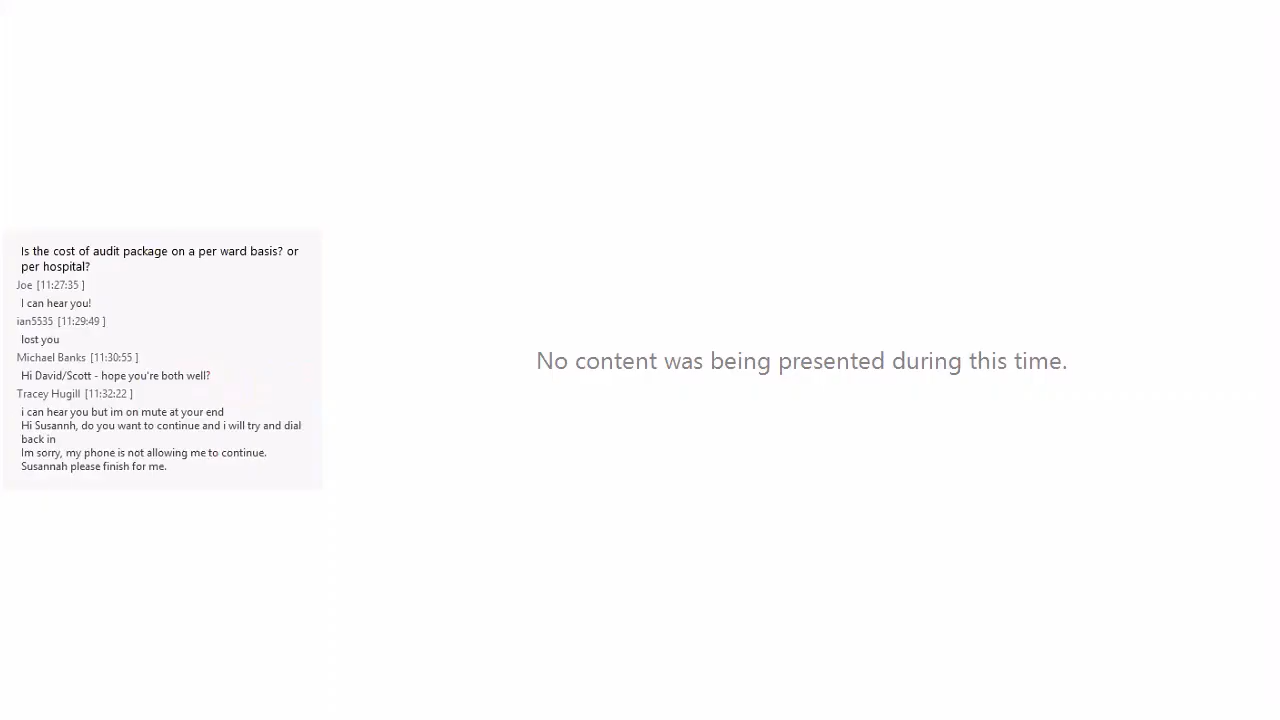 Is the cost of audit package on a per ward basis? or
per hospital?
Joe [11:27:35 ]
I can hear you!
ian5535 [11:29:49 ]
lost you
Michael Banks [11:30:55 ]
Hi David/Scott - hope you're both well?
Tracey Hugill [11:32:22 ]
i can hear you but im on mute at your end
Hi Susannh, do you want to continue and i will try and dial
back in
Im sorry, my phone is not allowing me to continue.
Susannah please finish for me.
No content was being presented during this time.